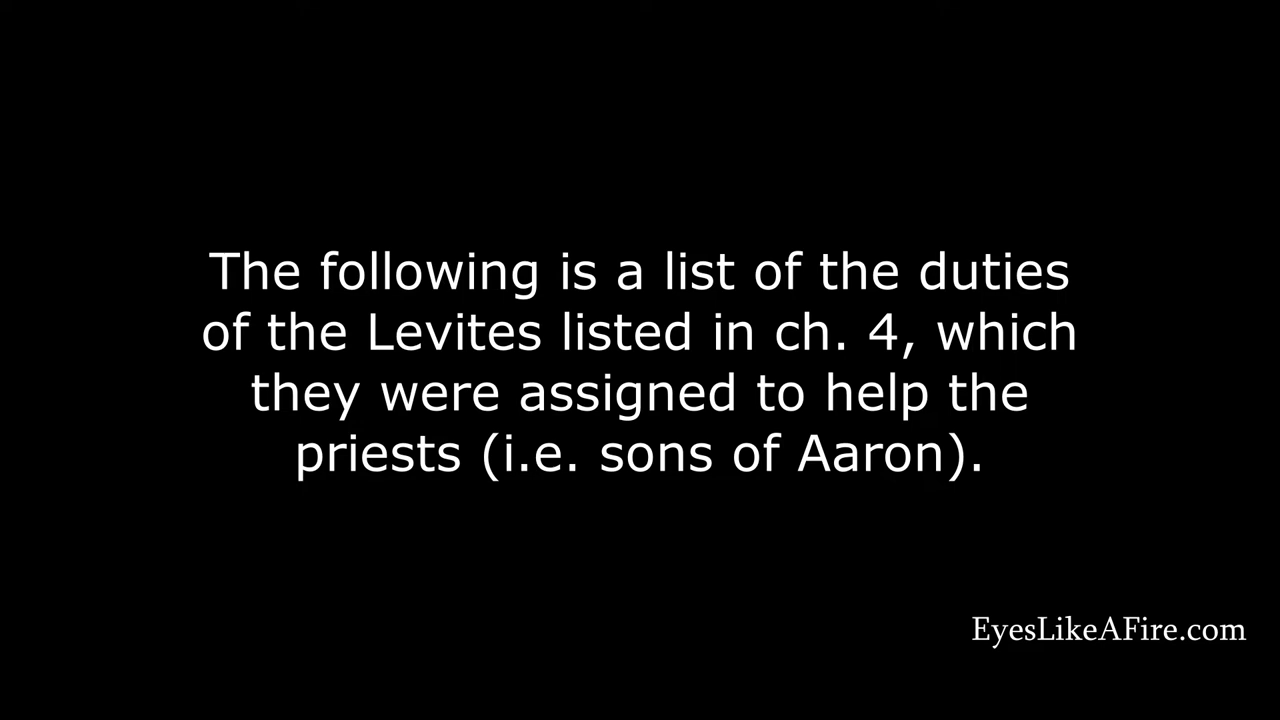 The following is a list of the duties
of the Levites listed in ch. 4, which
they were assigned to help the
priests (i.e. sons of Aaron).
EyesLikeAFire.com